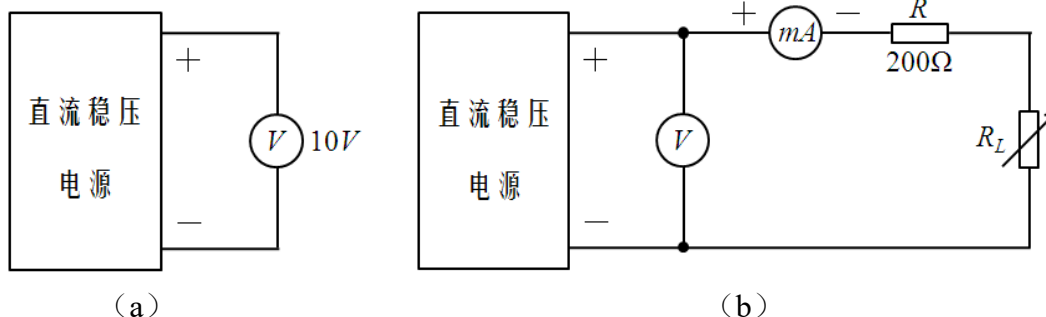 直流稳压
电源
+
V 10V
—
(a)
直流稳压
电源
+
V
—
+ mA — R
200Ω
R_L
(b)